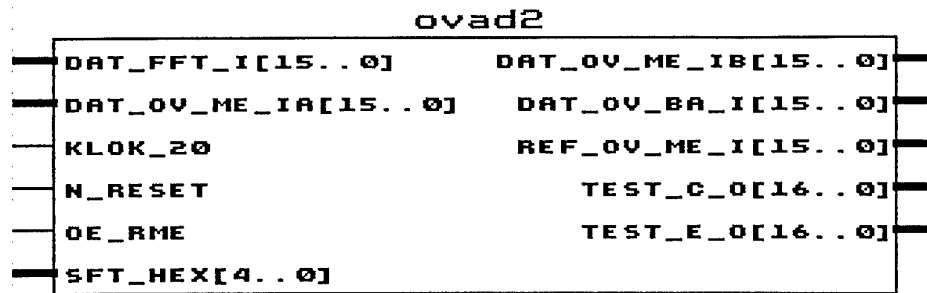 ovad2
DAT_FFT_I[15..0] DAT_OV_ME_IB[15..0]
DAT_OV_ME_IA[15..0] DAT_OV_BA_I[15..0]
KLOK_20 REF_OV_ME_I[15..0]
N_RESET TEST_C_O[16..0]
OE_RME TEST_E_O[16..0]
SFT_HEX[4..0]